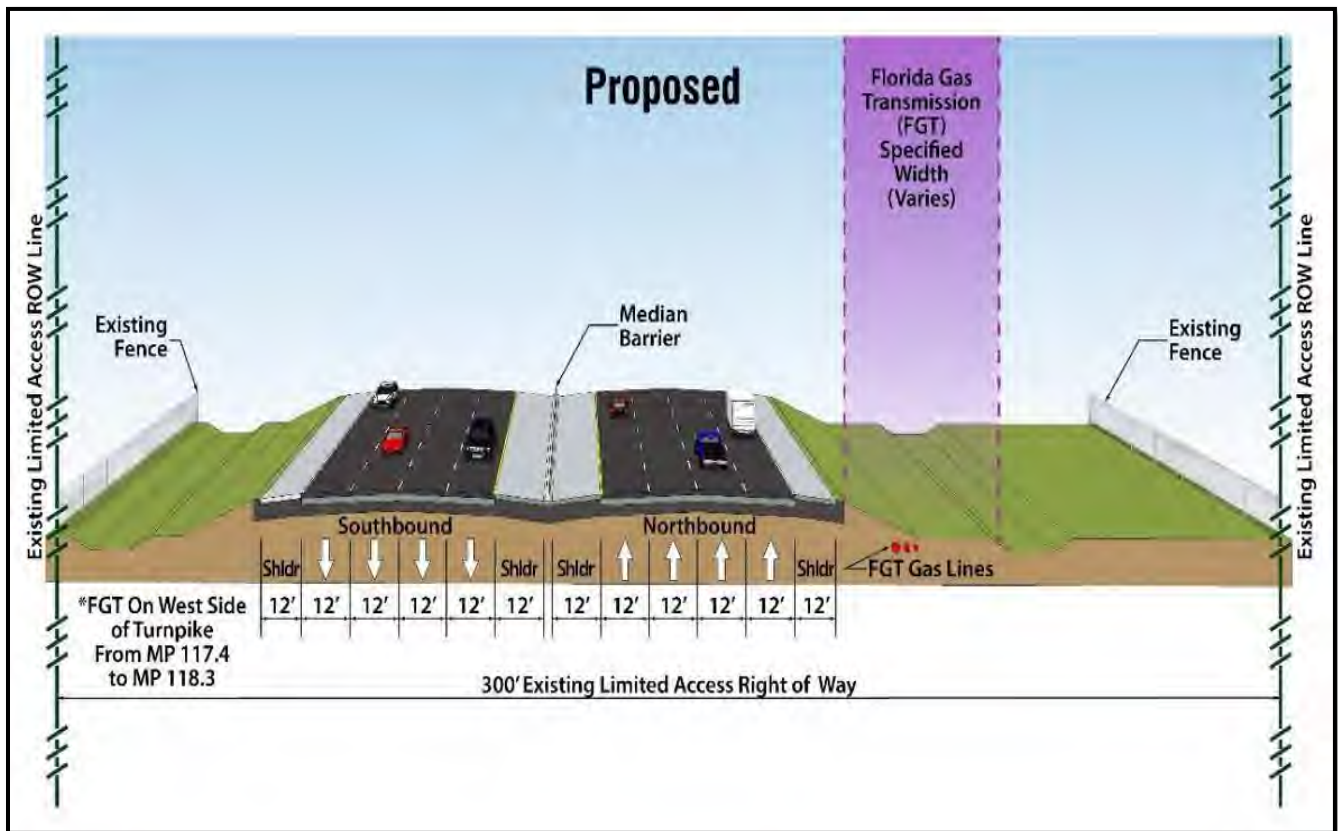 Proposed
Florida Gas
Transmission
(FGT)
Specified
Width
(Varies)
Existing Limited Access ROW Line
Existing
Fence
Median
Barrier
Existing
Fence
Existing Limited Access ROW Line
Southbound Northbound
Shldr Shldr Shldr Shldr
FGT Gas Lines
12' 12' 12' 12' 12' 12' 12' 12' 12' 12' 12' 12'
*FGT On West Side
of Turnpike
From MP 117.4
to MP 118.3
300' Existing Limited Access Right of Way